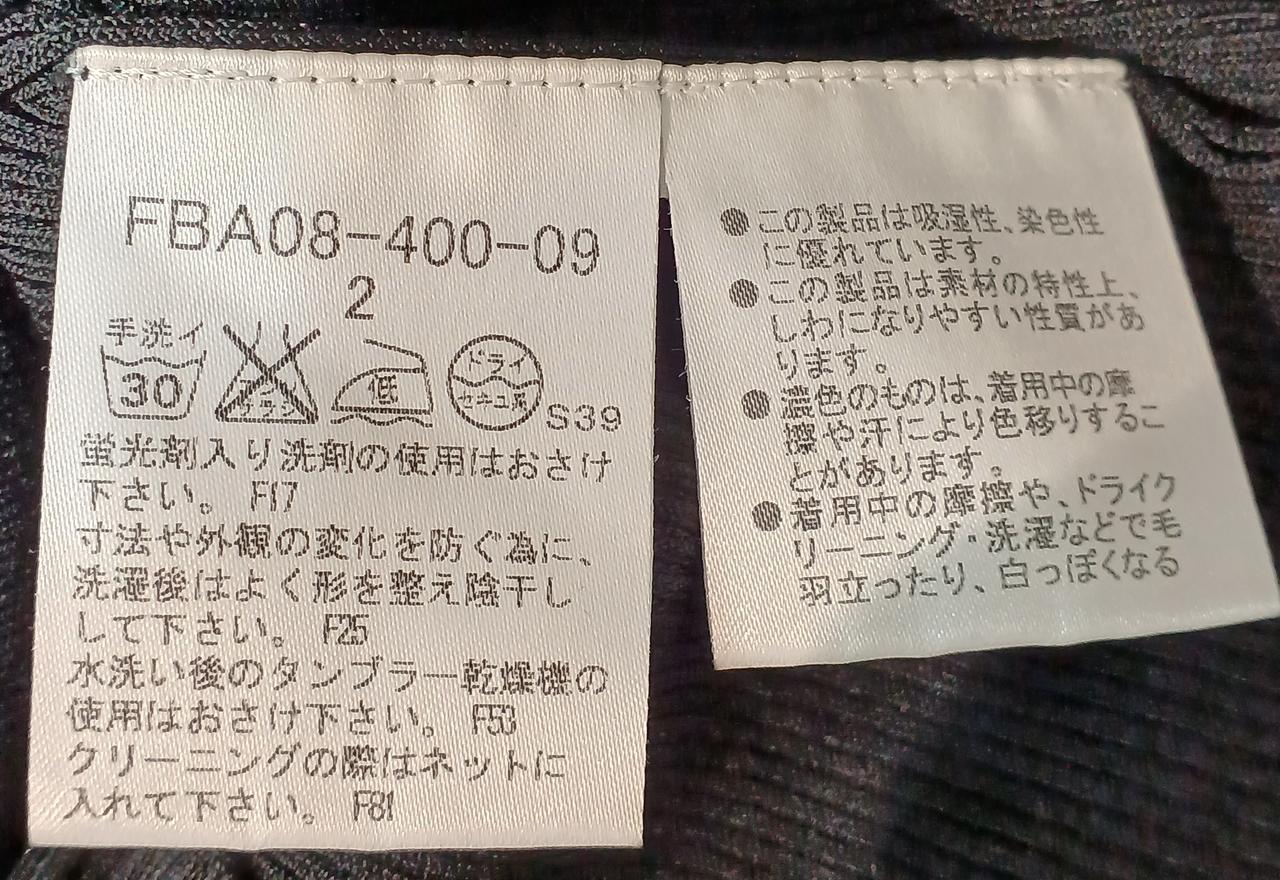 FBA08-400-09
2
手洗イ
30
エンソ
サラシ
低
ドライ
セキユ系
S39
蛍光剤入り洗剤の使用はおさけ
下さい。 F17
寸法や外観の変化を防ぐ為に、
洗濯後はよく形を整え陰干し
して下さい。 F25
水洗い後のタンブラー乾燥機の
使用はおさけ下さい。 F53
クリーニングの際はネットに
入れて下さい。 F81
●この製品は吸湿性、染色性
に優れています。
●この製品は素材の特性上、
しわになりやすい性質があ
ります。
●濃色のものは、着用中の摩
擦や汗により色移りするこ
とがあります。
●着用中の摩擦や、ドライク
リーニング・洗濯などで毛
羽立ったり、白っぽくなる